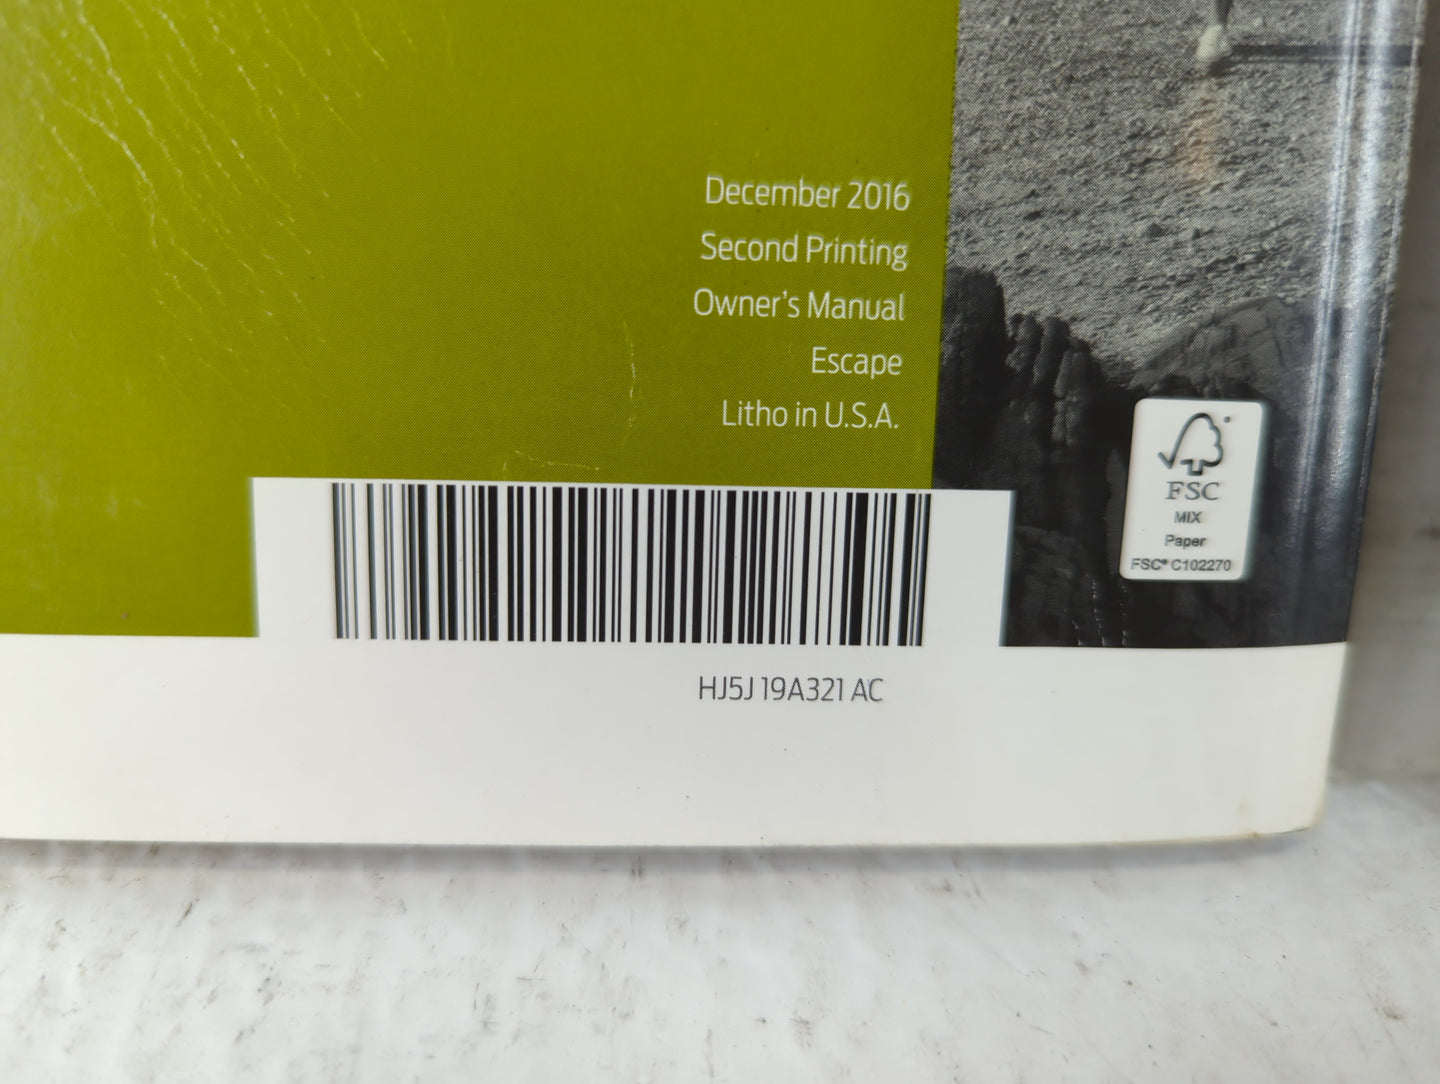 December 2016
Second Printing
Owner's Manual
Escape
Litho in U.S.A.
FSC
MIX
Paper
FSC® C102270
HJ5J 19A321 AC